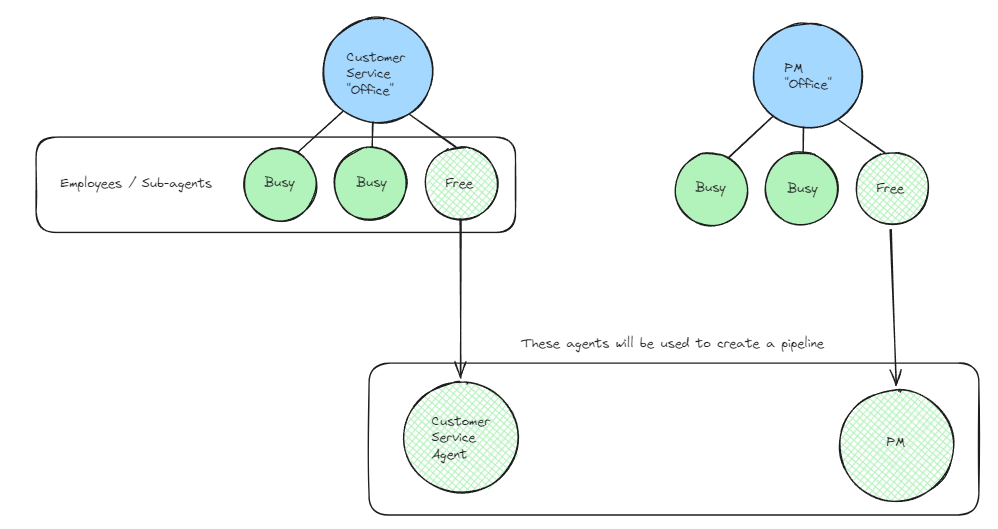 Customer
Service
"Office"
PM
"Office"
Employees / Sub-agents
Busy
Busy
Free
Busy
Busy
Free
These agents will be used to create a pipeline
Customer
Service
Agent
PM